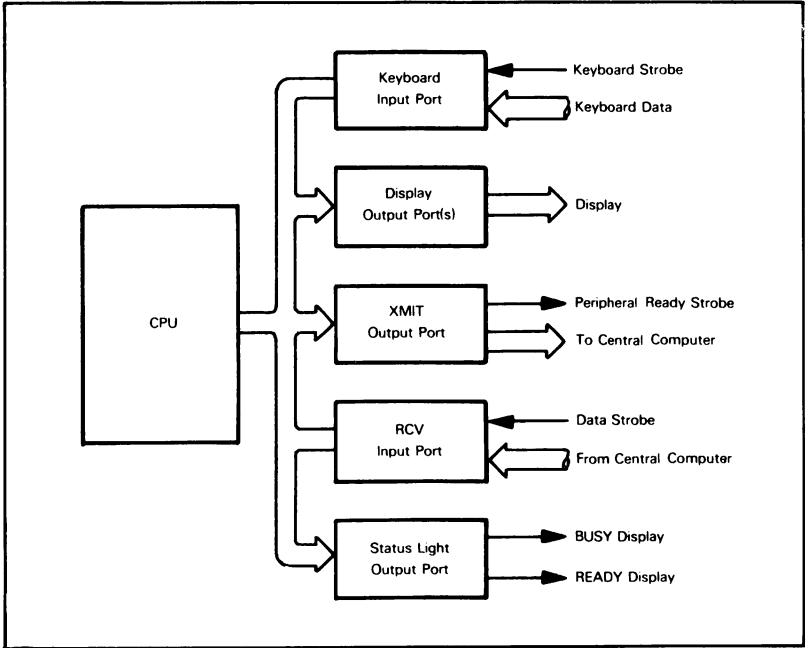 Keyboard
Input Port
Keyboard Strobe
Keyboard Data
Display
Output Port(s)
Display
CPU
XMIT
Output Port
Peripheral Ready Strobe
To Central Computer
RCV
Input Port
Data Strobe
From Central Computer
Status Light
Output Port
BUSY Display
READY Display